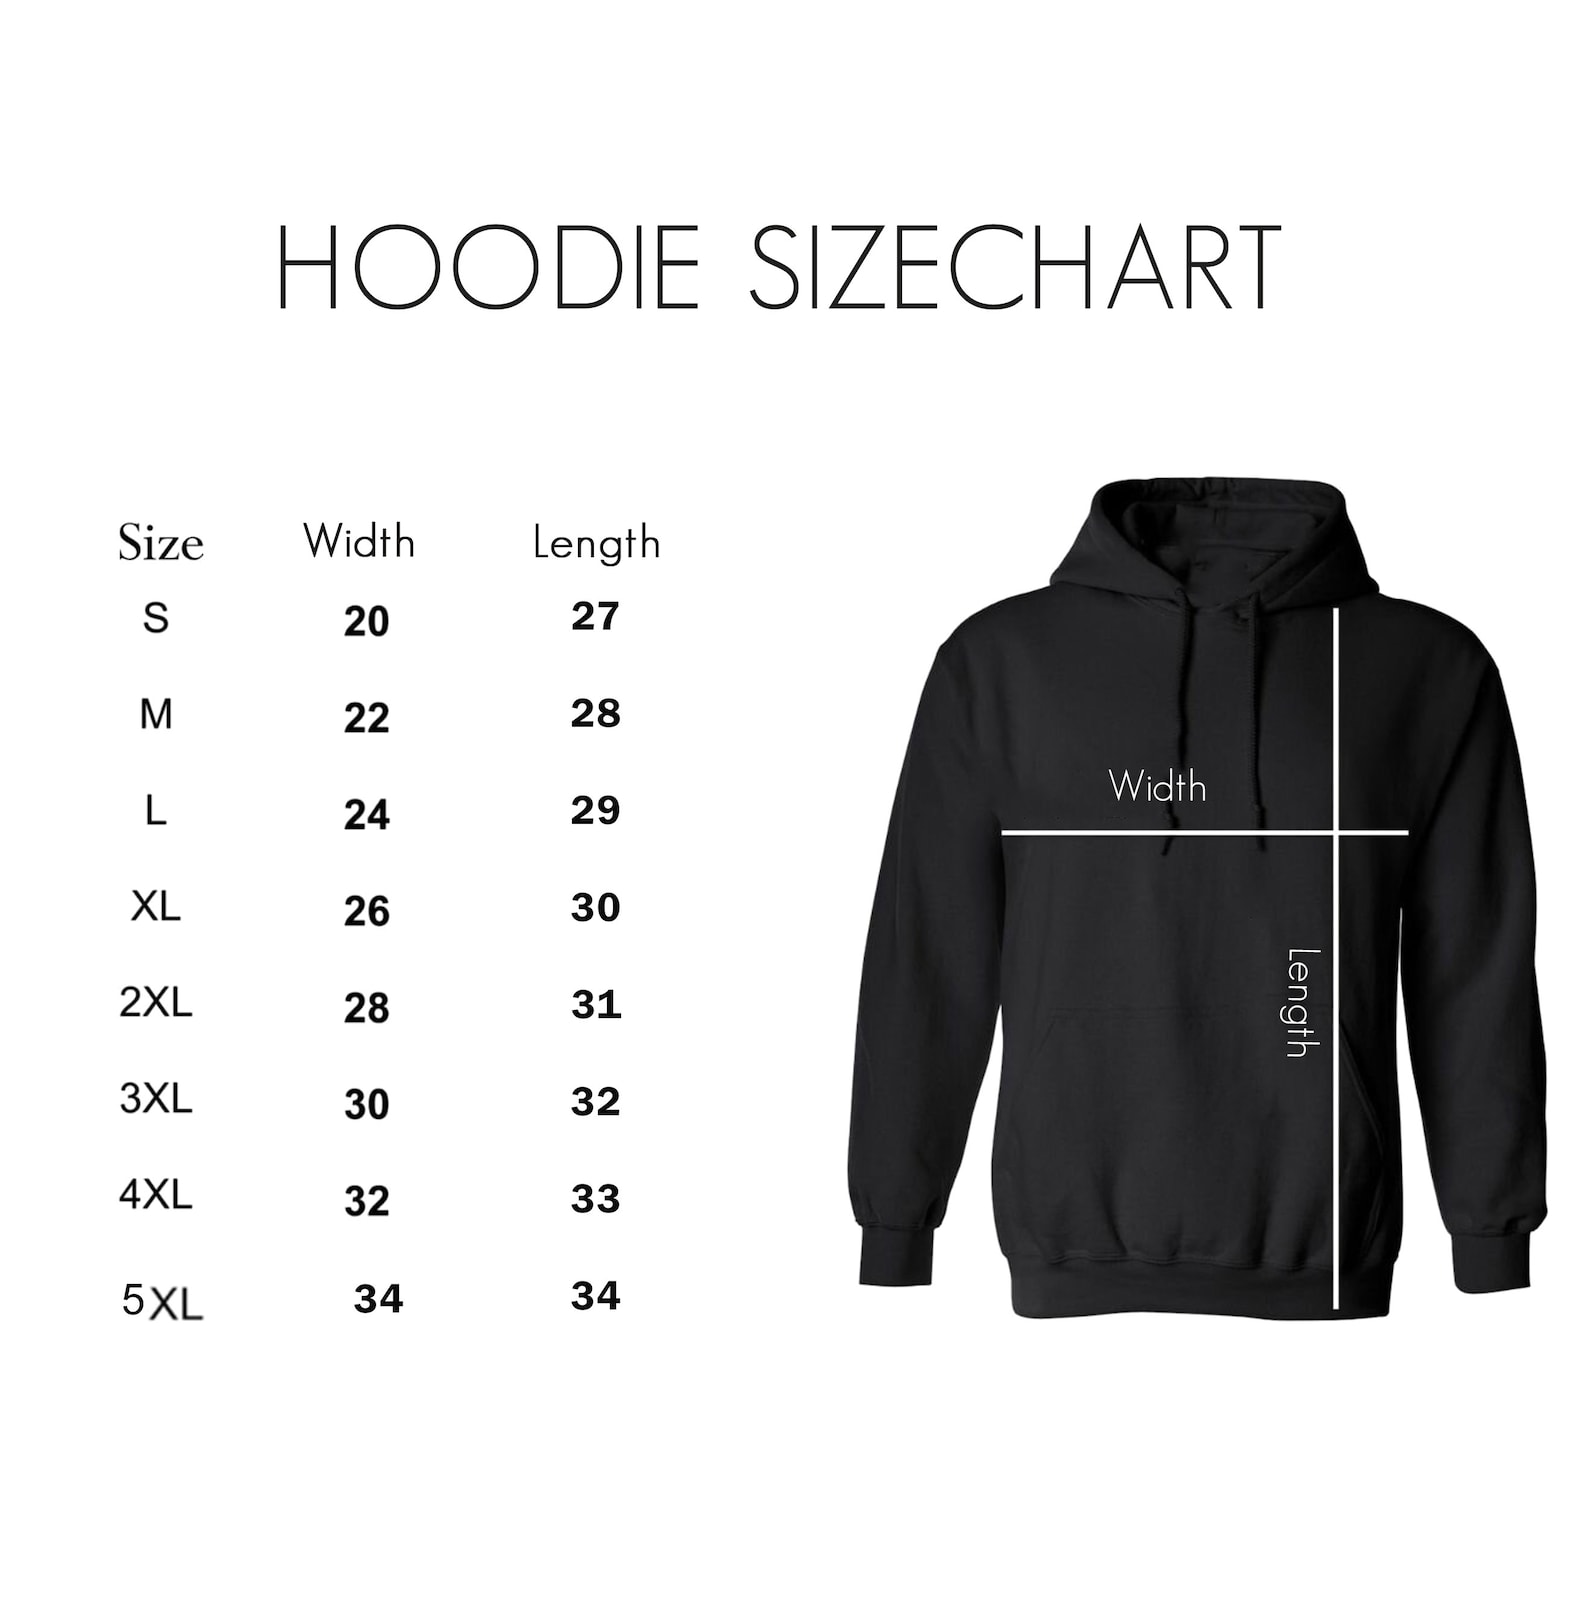 HOODIE SIZECHART
Size Width Length
S 20 27
M 22 28
L 24 29
XL 26 30
2XL 28 31
3XL 30 32
4XL 32 33
5XL 34 34
Width
Length